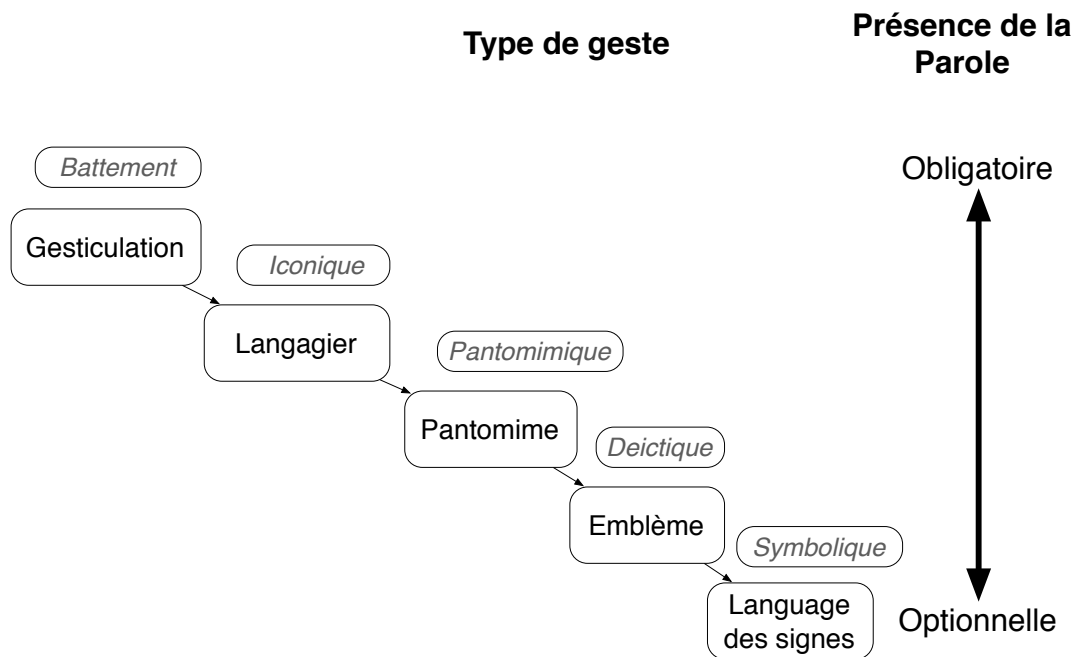 Type de geste
Présence de la
Parole
Battement
Obligatoire
Gesticulation
Iconique
Langagier
Pantomimique
Pantomime
Deictique
Emblème
Symbolique
Language
des signes
Optionnelle